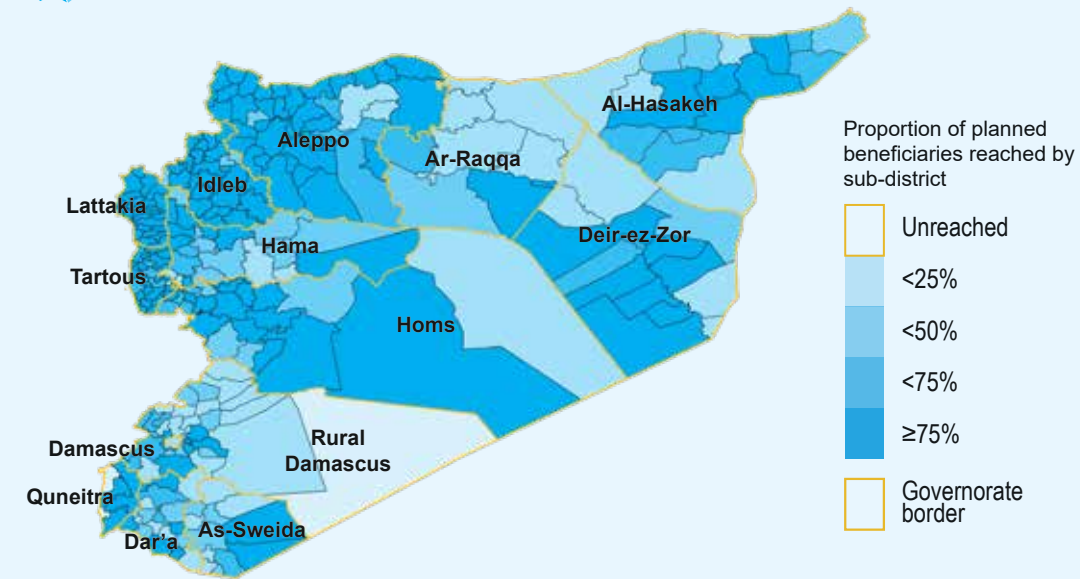 Al-Hasakeh
Aleppo
Ar-Raqqa
Idleb
Lattakia
Deir-ez-Zor
Hama
Tartous
Homs
Rural
Damascus
Damascus
Quneitra
As-Sweida
Dar'a
Proportion of planned
beneficiaries reached by
sub-district
Unreached
<25%
<50%
<75%
≥75%
Governorate
border